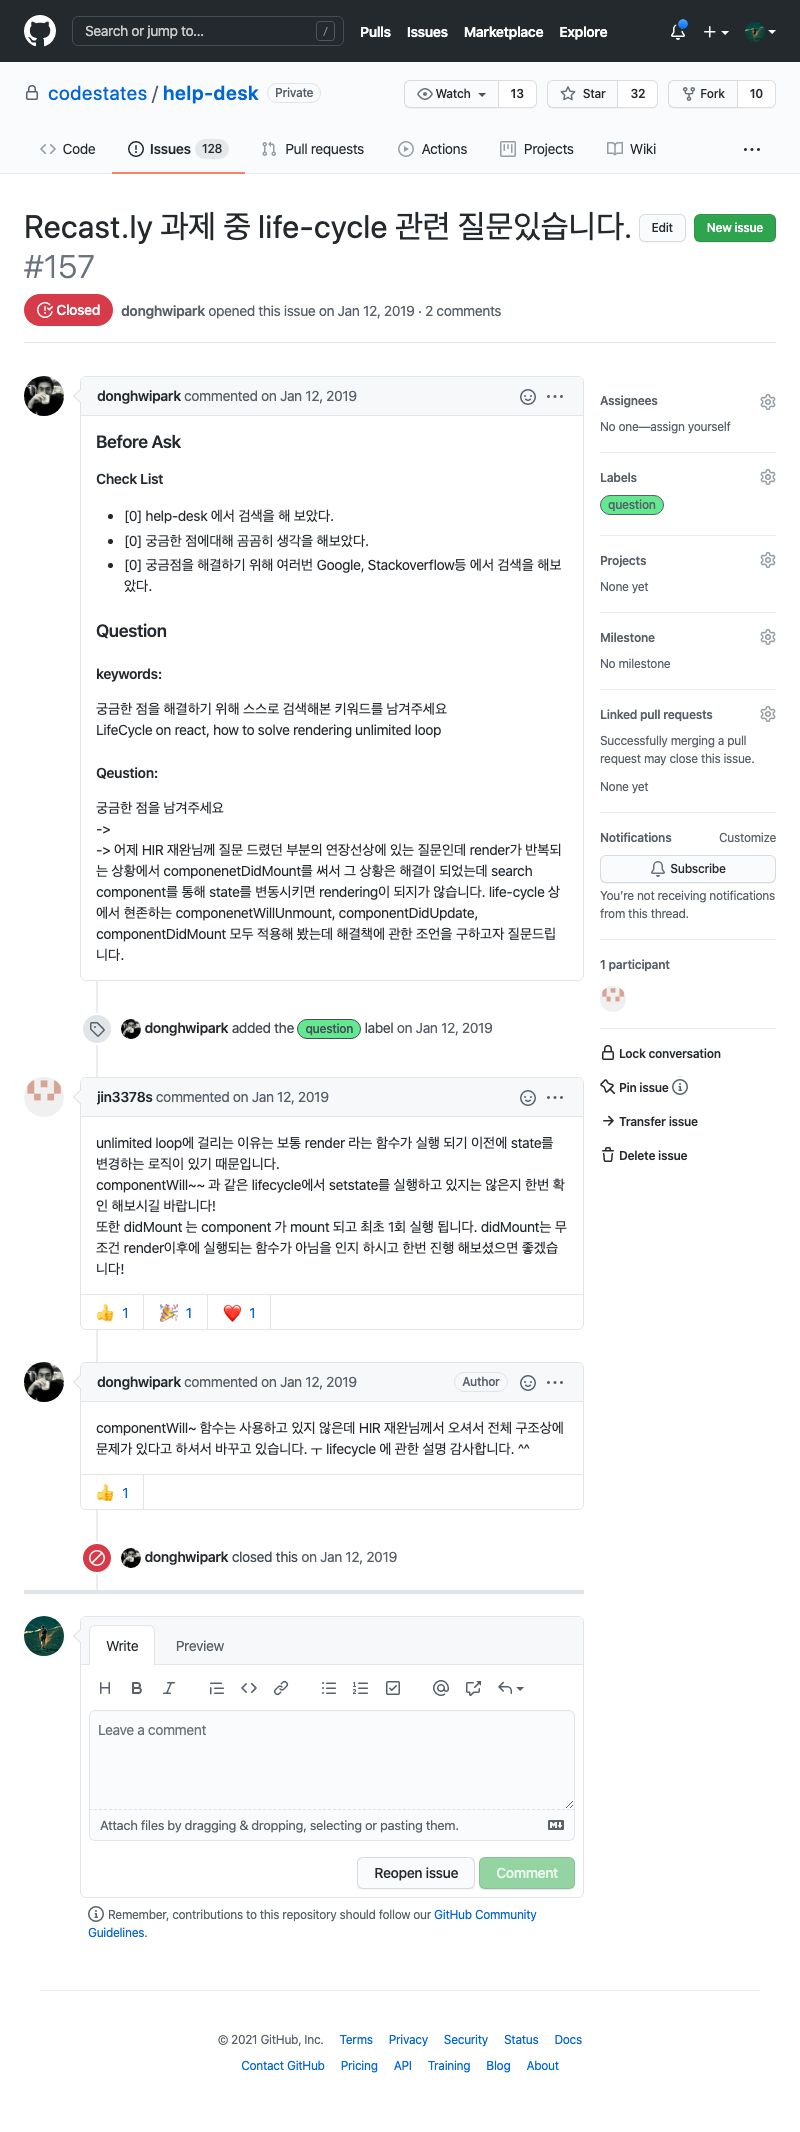 Search or jump to... /
Pulls Issues Marketplace Explore
codestates / help-desk Private
Watch 13 Star 32 Fork 10
Code Issues 128 Pull requests Actions Projects Wiki
Recast.ly 과제 중 life-cycle 관련 질문있습니다.
#157
Edit New issue
Closed donghwipark opened this issue on Jan 12, 2019 · 2 comments
donghwipark commented on Jan 12, 2019
Before Ask
Check List
[0] help-desk 에서 검색을 해 보았다.
[0] 궁금한 점에대해 곰곰히 생각을 해보았다.
[0] 궁금점을 해결하기 위해 여러번 Google, Stackoverflow등 에서 검색을 해보
았다.
Question
keywords:
궁금한 점을 해결하기 위해 스스로 검색해본 키워드를 남겨주세요
LifeCycle on react, how to solve rendering unlimited loop
Qeustion:
궁금한 점을 남겨주세요
->
-> 어제 HIR 재완님께 질문 드렸던 부분의 연장선상에 있는 질문인데 render가 반복되
는 상황에서 componenetDidMount를 써서 그 상황은 해결이 되었는데 search
component를 통해 state를 변동시키면 rendering이 되지가 않습니다. life-cycle 상
에서 현존하는 componenetWillUnmount, componentDidUpdate,
componentDidMount 모두 적용해 봤는데 해결책에 관한 조언을 구하고자 질문드립
니다.
donghwipark added the question label on Jan 12, 2019
jin3378s commented on Jan 12, 2019
unlimited loop에 걸리는 이유는 보통 render 라는 함수가 실행 되기 이전에 state를
변경하는 로직이 있기 때문입니다.
componentWill~~ 과 같은 lifecycle에서 setstate를 실행하고 있지는 않은지 한번 확
인 해보시길 바랍니다!
또한 didMount 는 component 가 mount 되고 최초 1회 실행 됩니다. didMount는 무
조건 render이후에 실행되는 함수가 아님을 인지 하시고 한번 진행 해보셨으면 좋겠습
니다!
1 1 1
donghwipark commented on Jan 12, 2019 Author
componentWill~ 함수는 사용하고 있지 않은데 HIR 재완님께서 오셔서 전체 구조상에
문제가 있다고 하셔서 바꾸고 있습니다. ㅜ lifecycle 에 관한 설명 감사합니다. ^^
1
donghwipark closed this on Jan 12, 2019
Assignees
No one—assign yourself
Labels
question
Projects
None yet
Milestone
No milestone
Linked pull requests
Successfully merging a pull
request may close this issue.
None yet
Notifications Customize
Subscribe
You're not receiving notifications
from this thread.
1 participant
Lock conversation
Pin issue
Transfer issue
Delete issue
Write Preview
Leave a comment
Attach files by dragging & dropping, selecting or pasting them.
Reopen issue Comment
Remember, contributions to this repository should follow our GitHub Community
Guidelines.
© 2021 GitHub, Inc. Terms Privacy Security Status Docs
Contact GitHub Pricing API Training Blog About